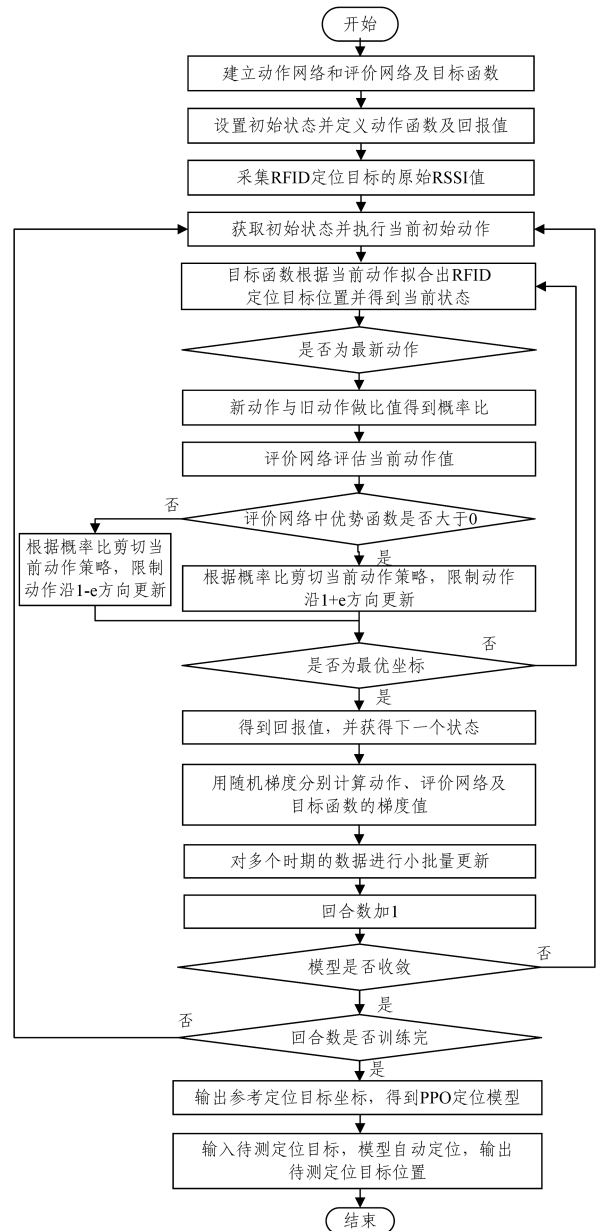 开始
建立动作网络和评价网络及目标函数
设置初始状态并定义动作函数及回报值
采集RFID定位目标的原始RSSI值
获取初始状态并执行当前初始动作
目标函数根据当前动作拟合出RFID
定位目标位置并得到当前状态
是否为最新动作
新动作与旧动作做比值得到概率比
评价网络评估当前动作值
否
评价网络中优势函数是否大于0
根据概率比剪切当
前动作策略，限制
动作沿1-e方向更新
是
根据概率比剪切当前动作策略，限制动作
沿1+e方向更新
否
是否为最优坐标
是
得到回报值，并获得下一个状态
用随机梯度分别计算动作、评价网络及
目标函数的梯度值
对多个时期的数据进行小批量更新
回合数加1
否
模型是否收敛
是
否
回合数是否训练完
是
输出参考定位目标坐标，得到PPO定位模型
输入待测定位目标，模型自动定位，输出
待测定位目标位置
结束